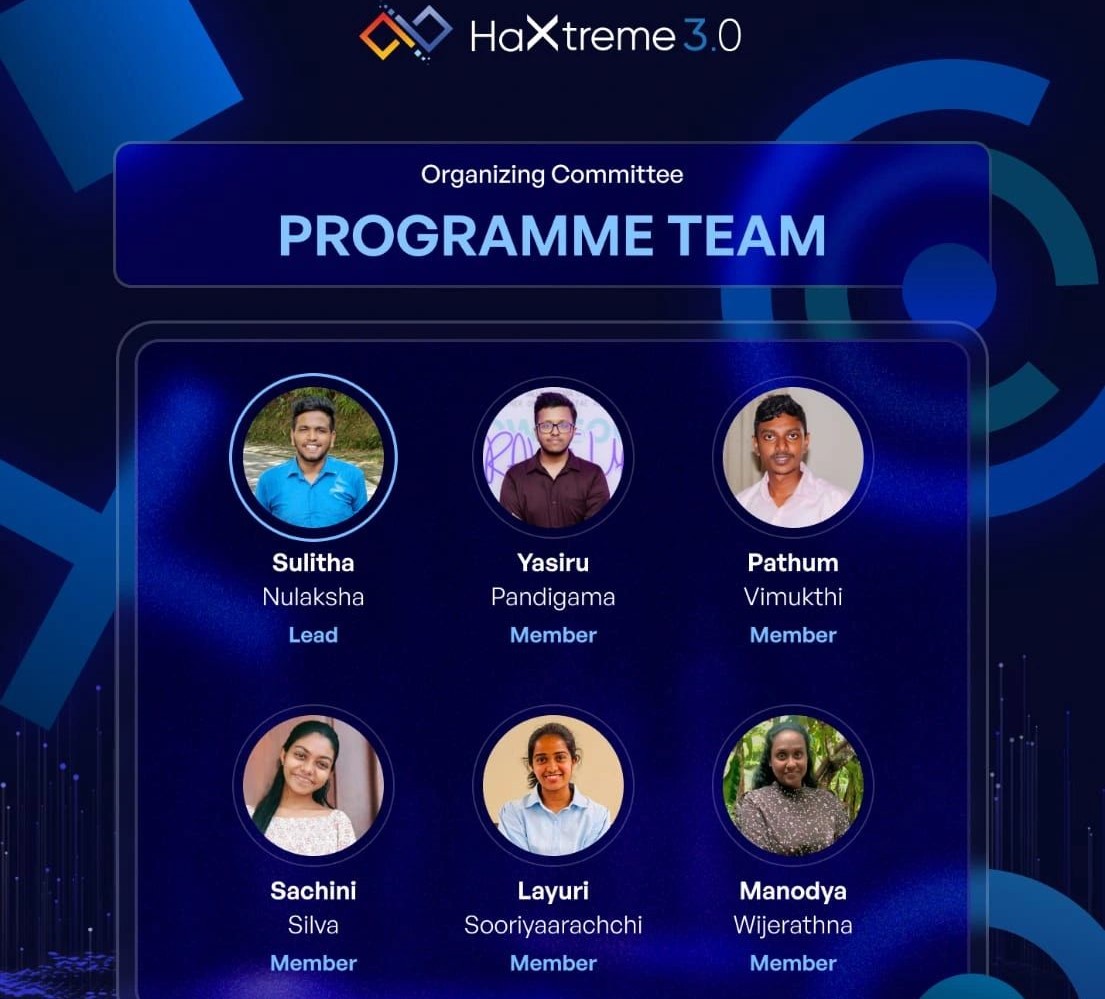 HaXtreme 3.0
Organizing Committee
PROGRAMME TEAM
Sulitha
Nulaksha
Lead
Yasiru
Pandigama
Member
Pathum
Vimukthi
Member
Sachini
Silva
Member
Layuri
Sooriyaarachchi
Member
Manodya
Wijerathna
Member